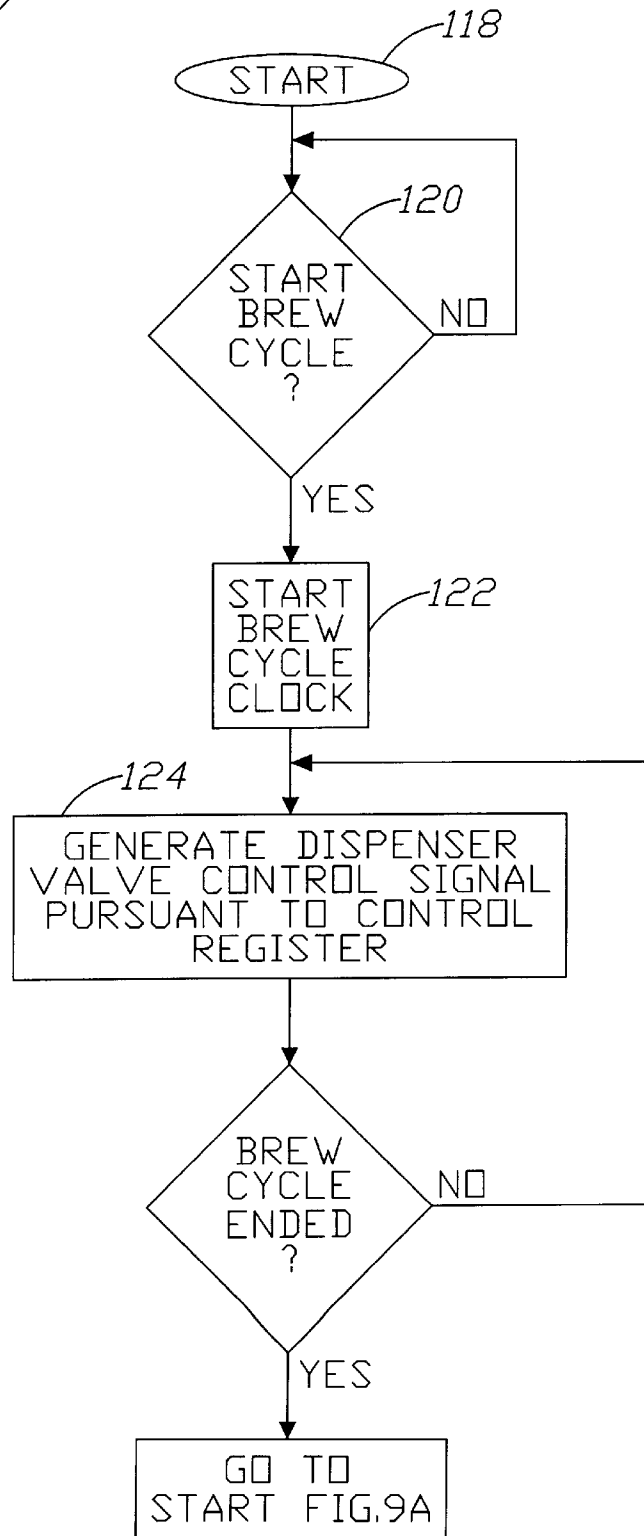 118
START
120
START
BREW
CYCLE
?
NO
YES
START
BREW
CYCLE
CLOCK
122
124
GENERATE DISPENSER
VALVE CONTROL SIGNAL
PURSUANT TO CONTROL
REGISTER
BREW
CYCLE
ENDED
?
NO
YES
GO TO
START FIG.9A